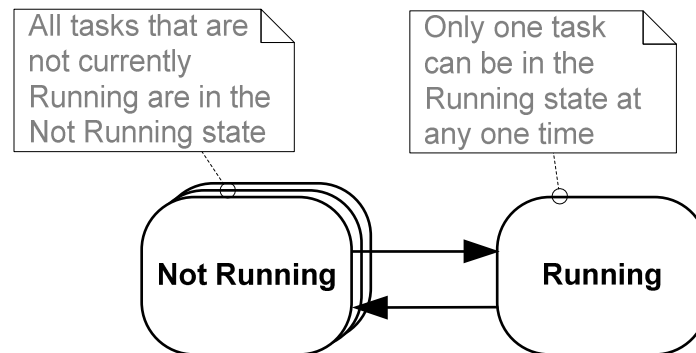 All tasks that are
not currently
Running are in the
Not Running state
Only one task
can be in the
Running state at
any one time
Not Running
Running